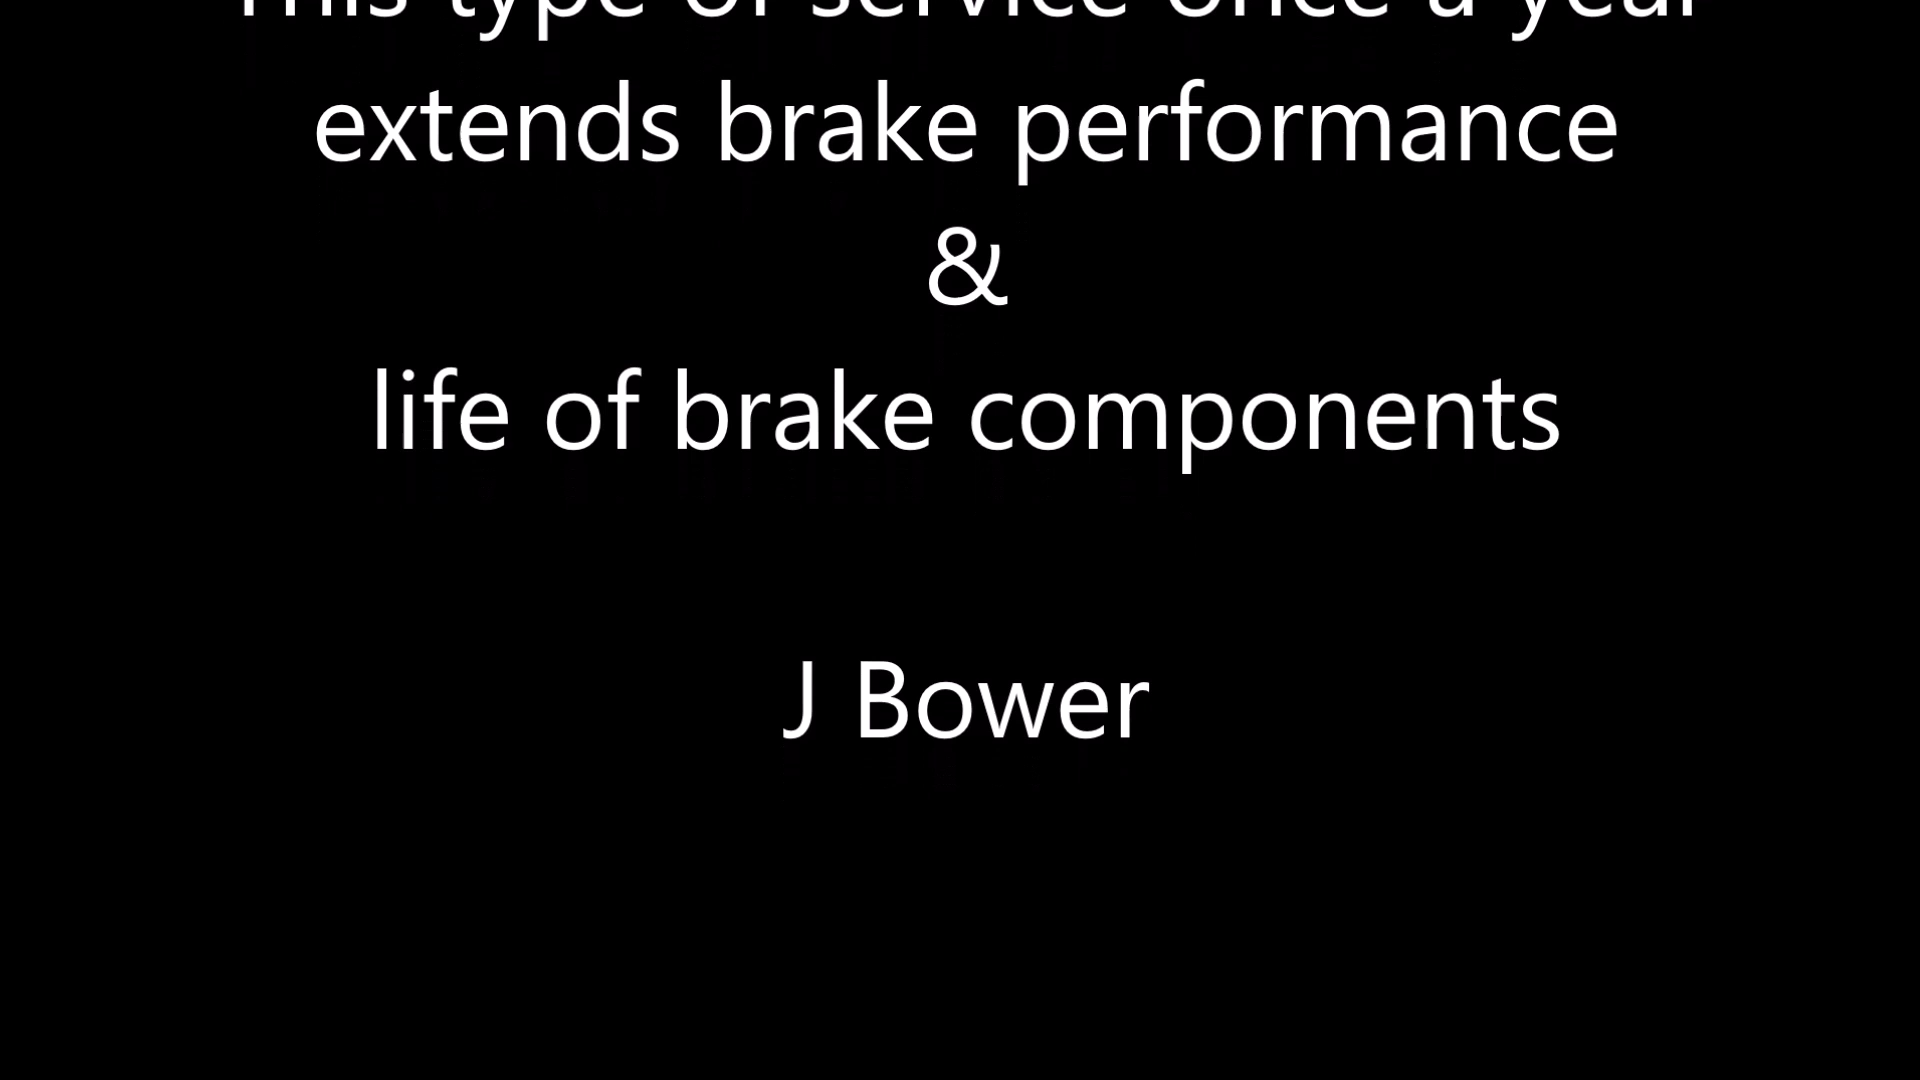 This type of service once a year
extends brake performance
&
life of brake components
J Bower